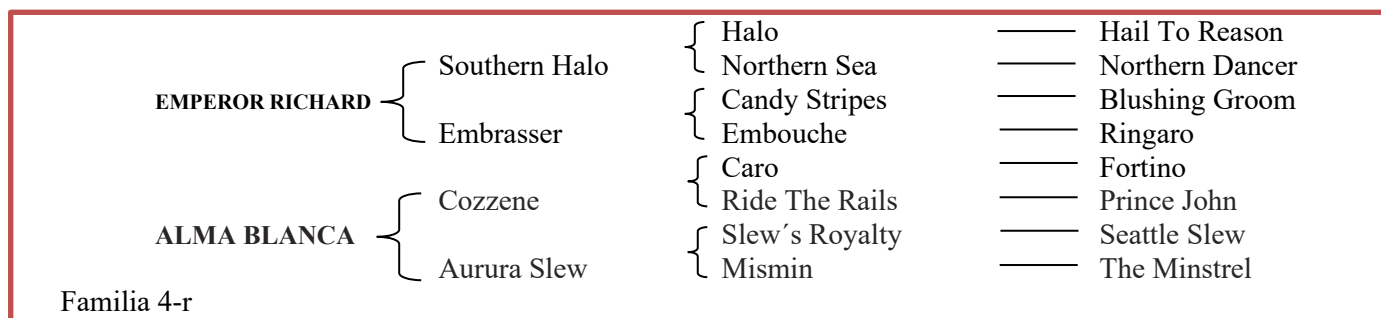 Halo Hail To Reason
Southern Halo Northern Sea Northern Dancer
EMPEROR RICHARD Candy Stripes Blushing Groom
Embrasser Embouche Ringaro
Caro Fortino
Cozzene Ride The Rails Prince John
ALMA BLANCA Slew´s Royalty Seattle Slew
Aurura Slew Mismin The Minstrel
Familia 4-r